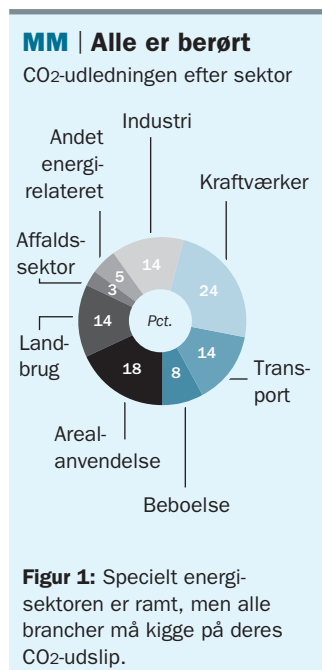 MM | Alle er berørt
CO2-udledningen efter sektor
Industri
Andet
energi-
relateret
Kraftværker
Affalds-
sektor
5
14
3
24
14
Pct.
Land-
brug
14
Trans-
port
18
8
Areal-
anvendelse
Beboelse
Figur 1: Specielt energi-
sektoren er ramt, men alle
brancher må kigge på deres
CO2-udslip.